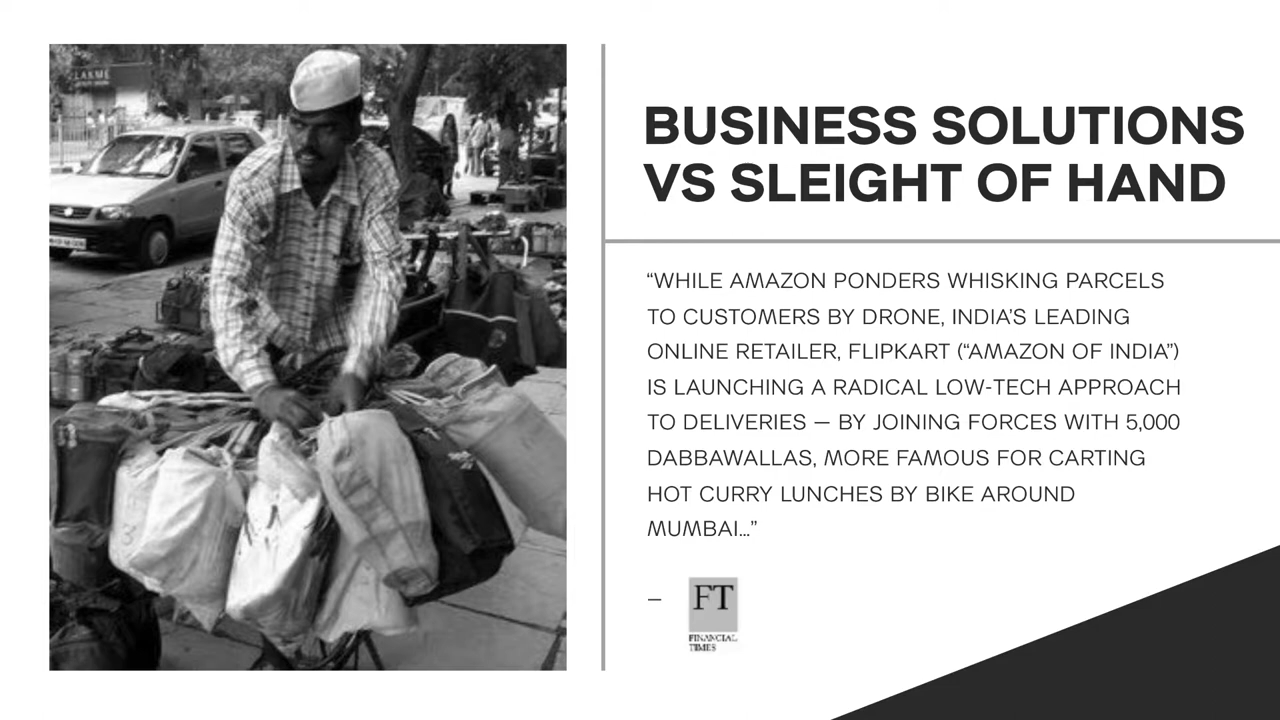 LAKME
BUSINESS SOLUTIONS
VS SLEIGHT OF HAND
“WHILE AMAZON PONDERS WHISKING PARCELS
TO CUSTOMERS BY DRONE, INDIA’S LEADING
ONLINE RETAILER, FLIPKART (“AMAZON OF INDIA”)
IS LAUNCHING A RADICAL LOW-TECH APPROACH
TO DELIVERIES — BY JOINING FORCES WITH 5,000
DABBAWALLAS, MORE FAMOUS FOR CARTING
HOT CURRY LUNCHES BY BIKE AROUND
MUMBAI...”
– FT
FINANCIAL
TIMES